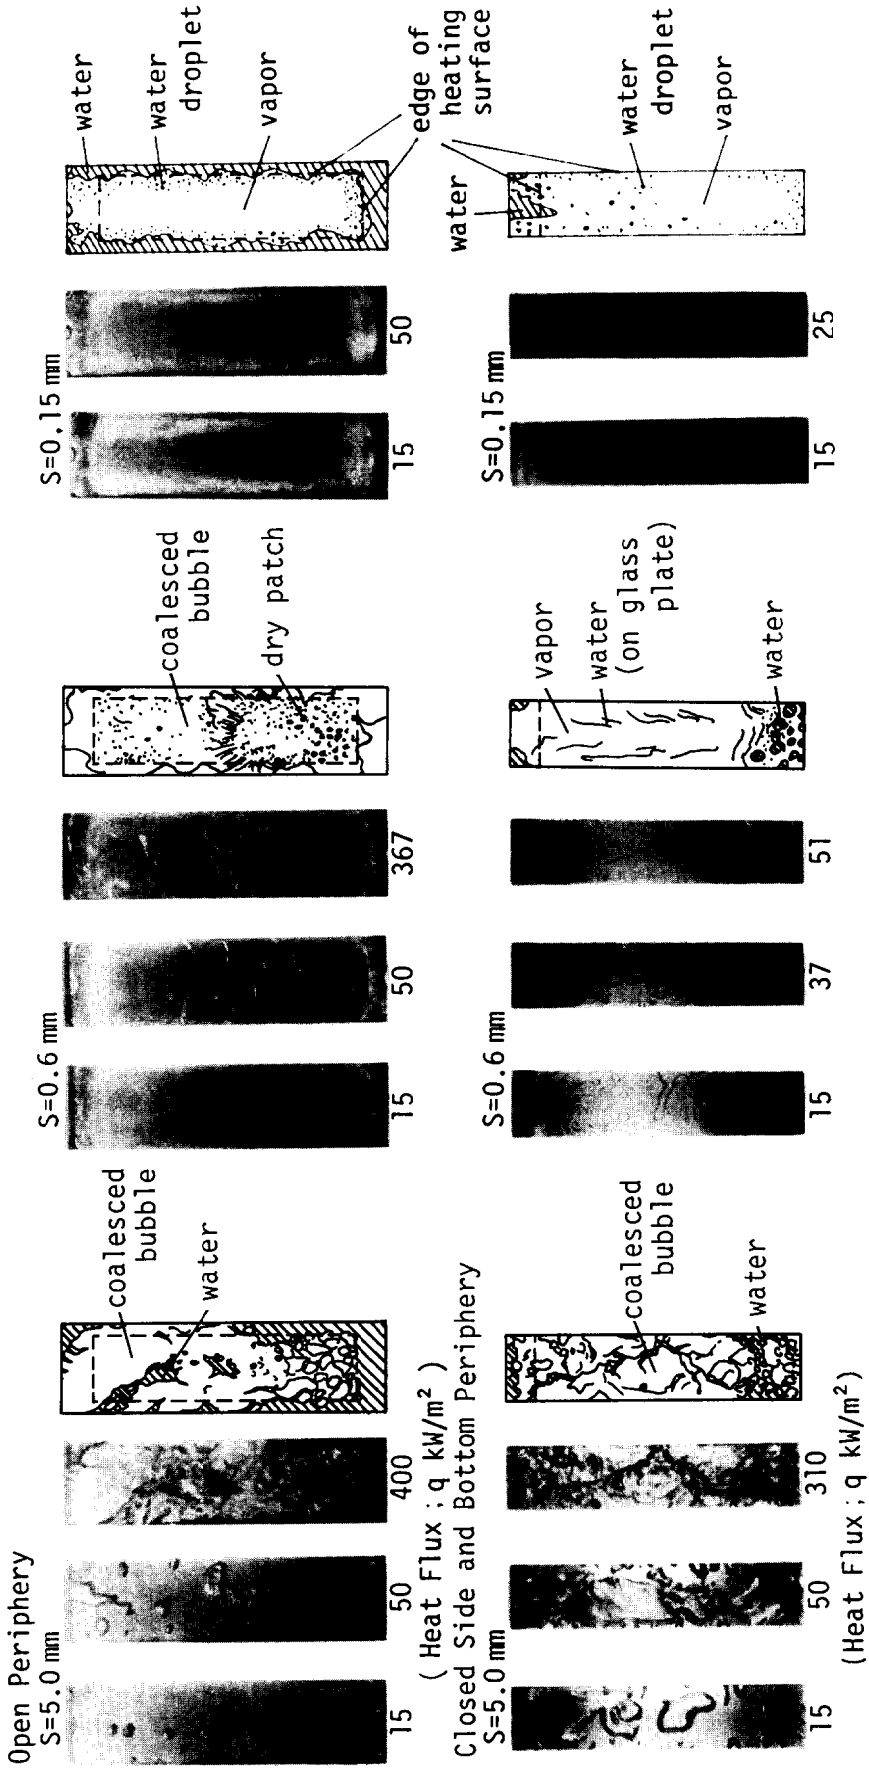 Open Periphery
S=5.0 mm
15
50
400
coalesced
bubble
water
S=0.6 mm
15
50
367
coalesced
bubble
dry patch
S=0.15 mm
15
50
water
water
droplet
vapor
edge of
heating
surface
( Heat Flux ; q kW/m² )
Closed Side and Bottom Periphery
S=5.0 mm
15
50
310
coalesced
bubble
water
S=0.6 mm
15
37
51
vapor
water
(on glass
plate)
water
S=0.15 mm
15
25
water
water
droplet
vapor
(Heat Flux ; q kW/m²)